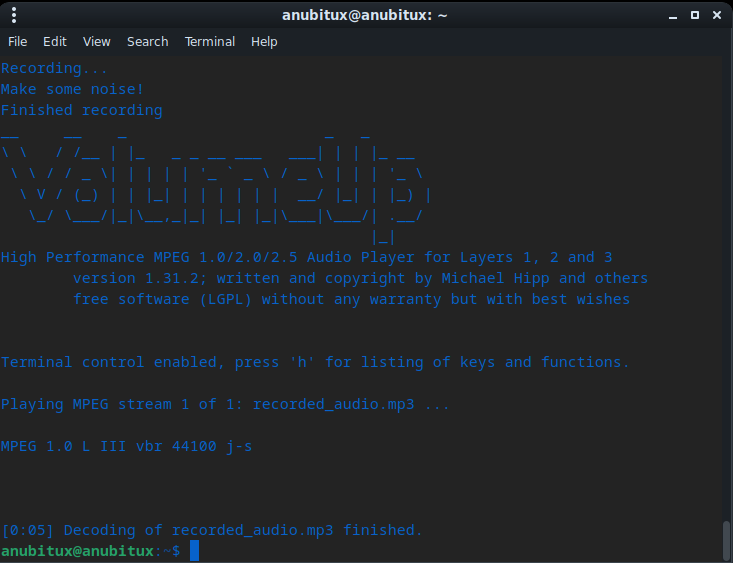 anubitux@anubitux: ~
File Edit View Search Terminal Help
Recording...
Make some noise!
Finished recording
VolumeUp
High Performance MPEG 1.0/2.0/2.5 Audio Player for Layers 1, 2 and 3
version 1.31.2; written and copyright by Michael Hipp and others
free software (LGPL) without any warranty but with best wishes
Terminal control enabled, press 'h' for listing of keys and functions.
Playing MPEG stream 1 of 1: recorded_audio.mp3 ...
MPEG 1.0 L III vbr 44100 j-s
[0:05] Decoding of recorded_audio.mp3 finished.
anubitux@anubitux:~$